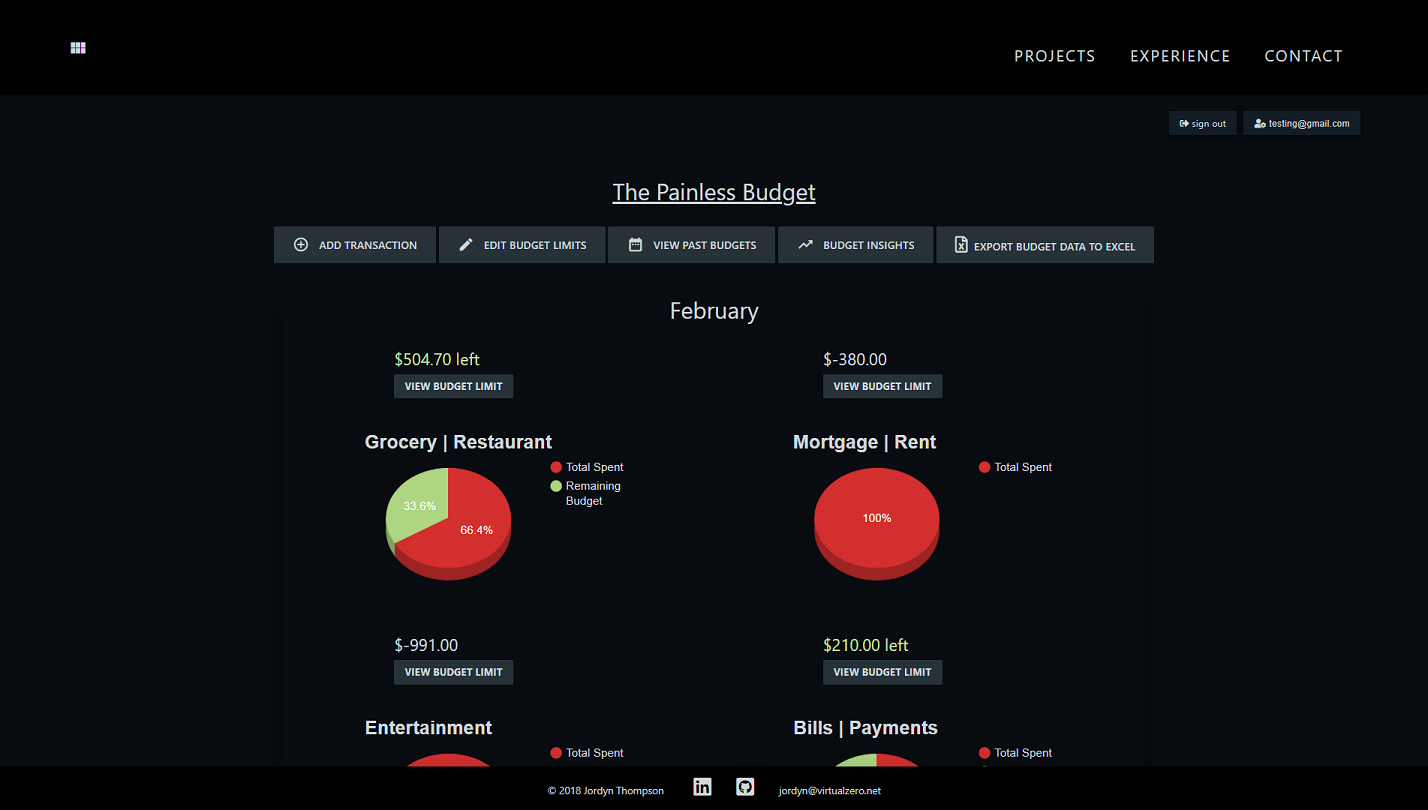 PROJECTS EXPERIENCE CONTACT
sign out testing@gmail.com
The Painless Budget
ADD TRANSACTION EDIT BUDGET LIMITS VIEW PAST BUDGETS BUDGET INSIGHTS EXPORT BUDGET DATA TO EXCEL
February
$504.70 left
VIEW BUDGET LIMIT
Grocery | Restaurant
Total Spent
Remaining
Budget
33.6%
66.4%
$-380.00
VIEW BUDGET LIMIT
Mortgage | Rent
Total Spent
100%
$-991.00
VIEW BUDGET LIMIT
Entertainment
Total Spent
$210.00 left
VIEW BUDGET LIMIT
Bills | Payments
Total Spent
© 2018 Jordyn Thompson in jordyn@virtualzero.net